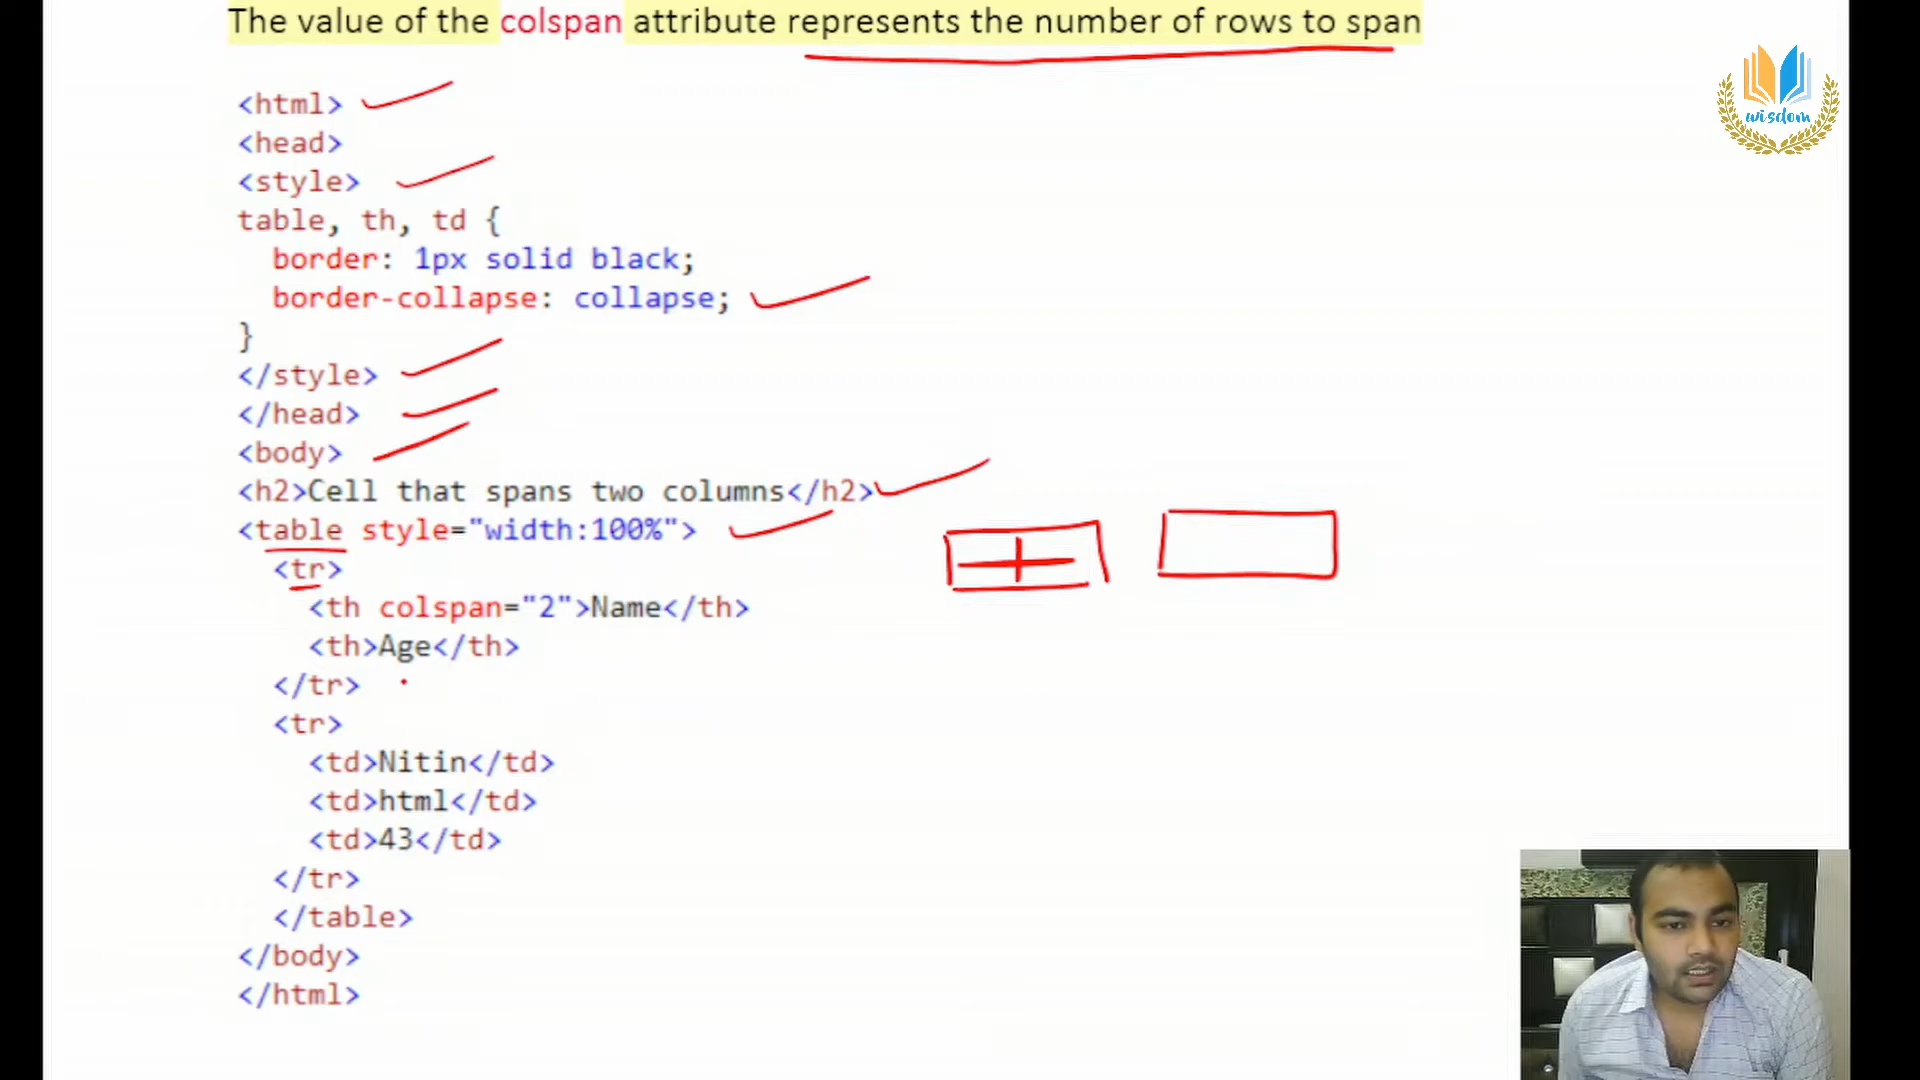 The value of the colspan attribute represents the number of rows to span
wisdom
<html>
<head>
<style>
table, th, td {
border: 1px solid black;
border-collapse: collapse;
}
</style>
</head>
<body>
<h2>Cell that spans two columns</h2>
<table style="width:100%">
<tr>
<th colspan="2">Name</th>
<th>Age</th>
</tr>
<tr>
<td>Nitin</td>
<td>html</td>
<td>43</td>
</tr>
</table>
</body>
</html>